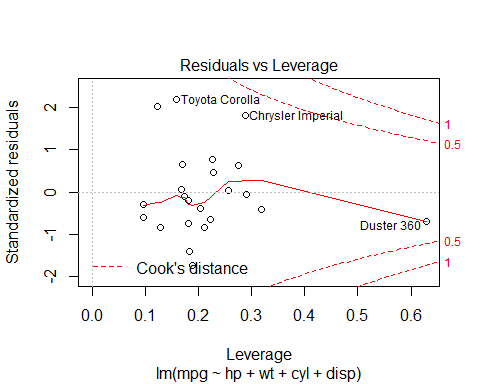 Residuals vs Leverage
Standardized residuals
2
1
0
-1
-2
Toyota Corolla
Chrysler Imperial
Duster 360
1
0.5
0.5
1
Cook's distance
0.0 0.1 0.2 0.3 0.4 0.5 0.6
Leverage
lm(mpg ~ hp + wt + cyl + disp)